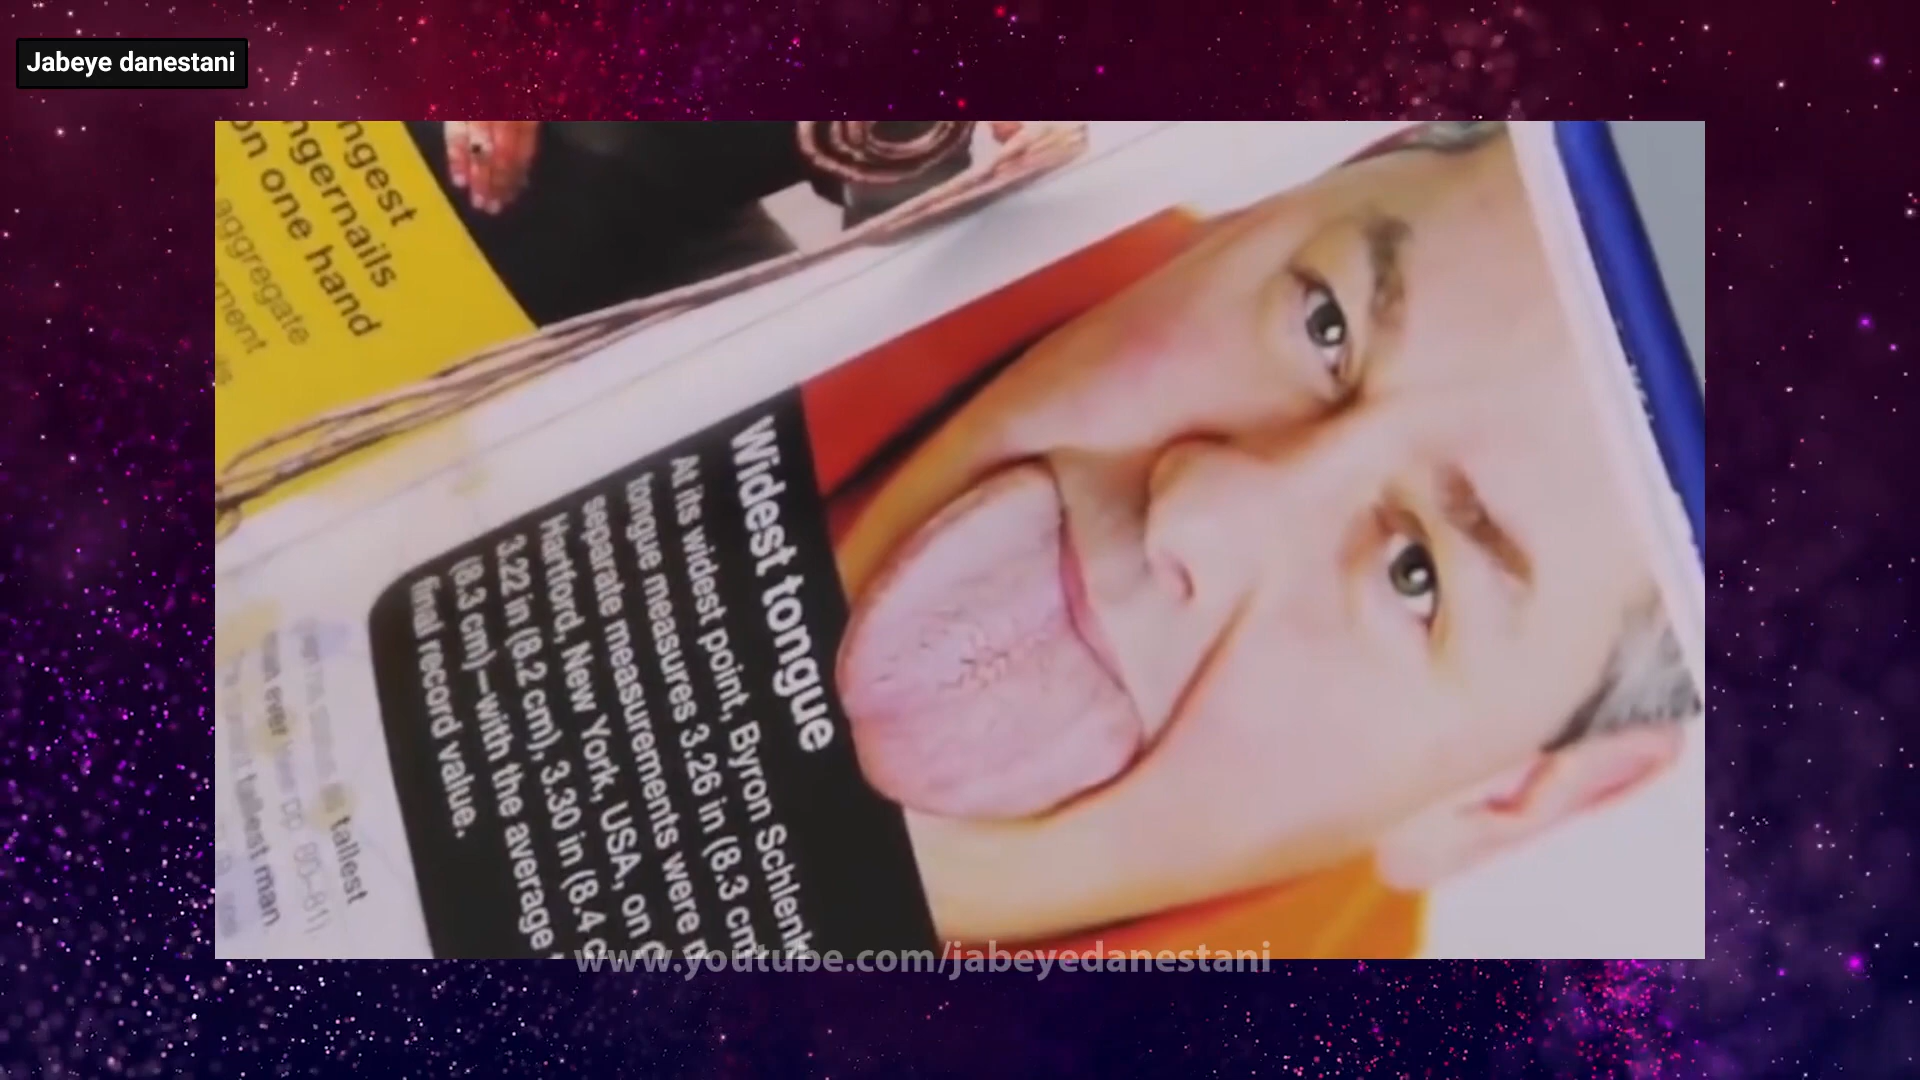 Jabeye danestani
ngest
ngernails
on one hand
aggregate
Widest tongue
At its widest point, Byron Schlenk
tongue measures 3.26 in (8.3 cm
separate measurements were
Hartford, New York, USA, on
3.22 in (8.2 cm), 3.30 in (8.4 c
(8.3 cm)–with the average
final record value.
tallest
80–81)
tallest man
www.youtube.com/jabeyedanestani